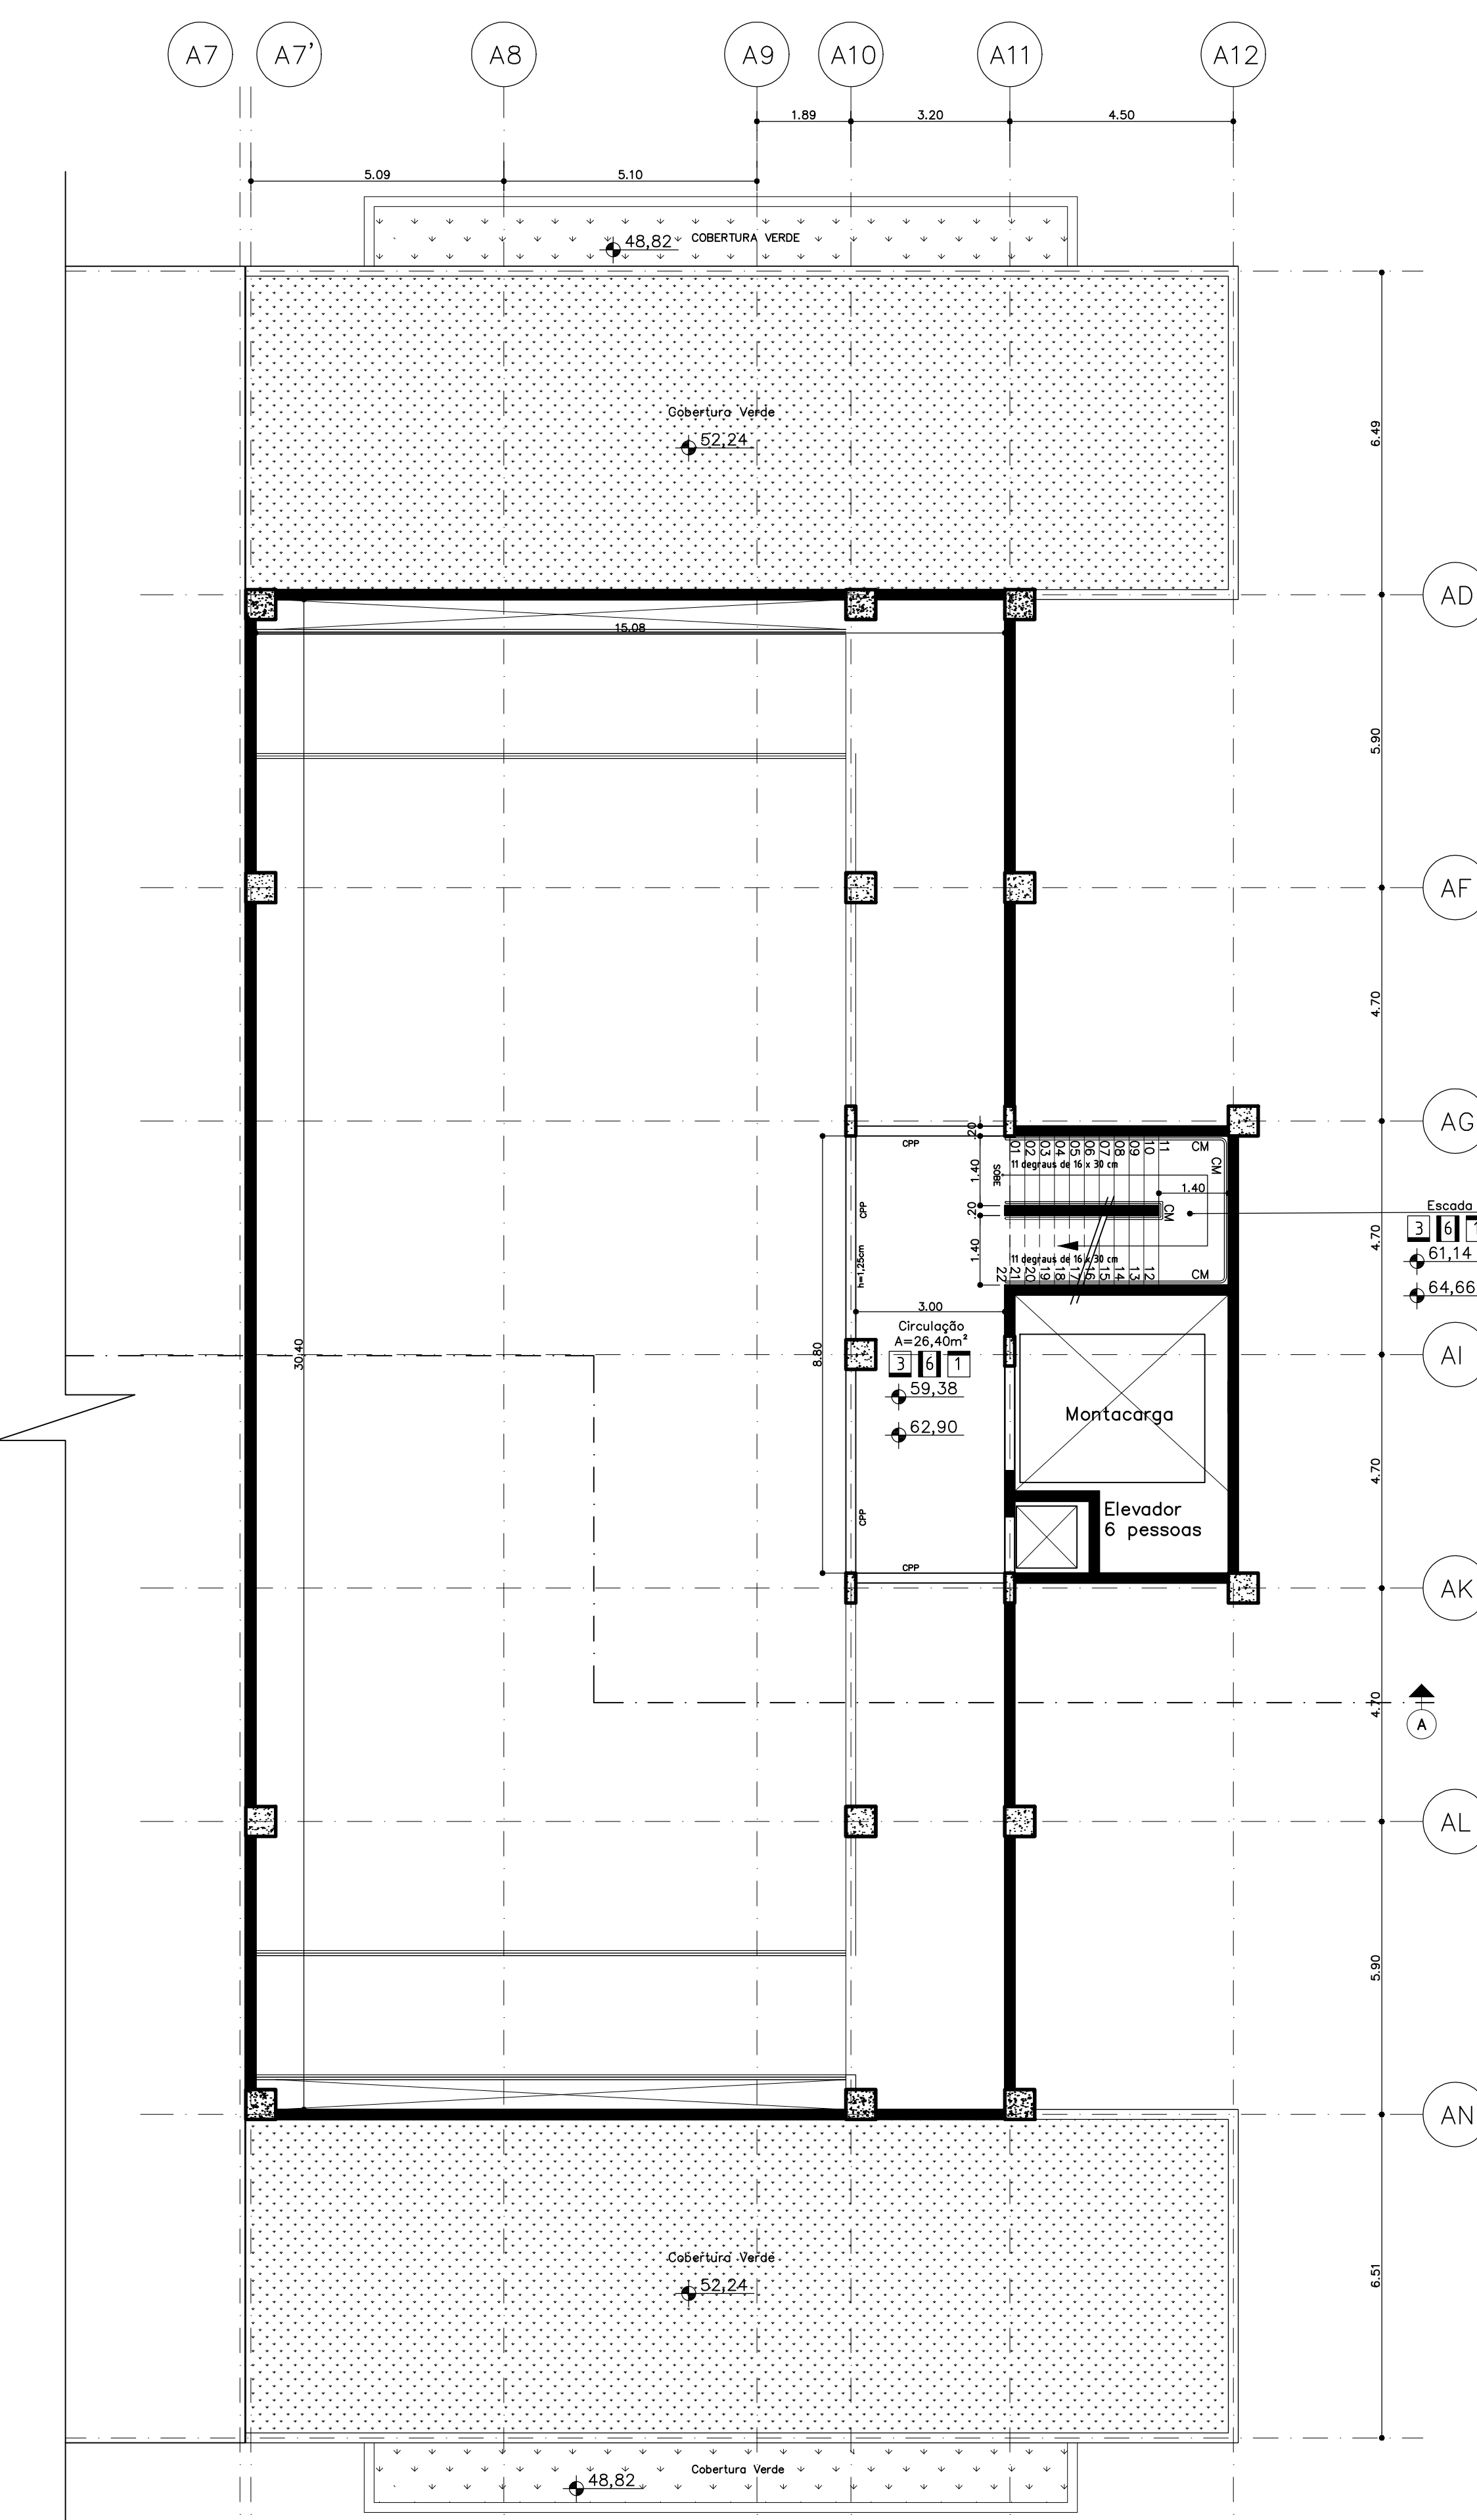 A7 A7' A8 A9 A10 A11 A12
1.89 3.20 4.50
5.09 5.10
48,82 COBERTURA VERDE
Cobertura Verde
52,24
6.49
AD
15.08
5.90
AF
4.70
AG
.20
CPP
01 02 03 04 05 06 07 08 09 10 11
CM
CM
11 degraus de 16 x 30 cm
SOBE
1.40
1.40
.20
CM
CPP
Escada
3 6 1
4.70
1.40
11 degraus de 16 x 30 cm
61,14
h=1,25cm
22 21 20 19 18 17 16 15 14 13 12
CM
64,66
3.00
Circulação
A=26,40m²
8.80
30.40
3 6 1
AI
59,38
Montacarga
62,90
4.70
Elevador
6 pessoas
CPP
CPP
AK
4.70
A
AL
5.90
AN
Cobertura Verde
52,24
6.51
Cobertura Verde
48,82